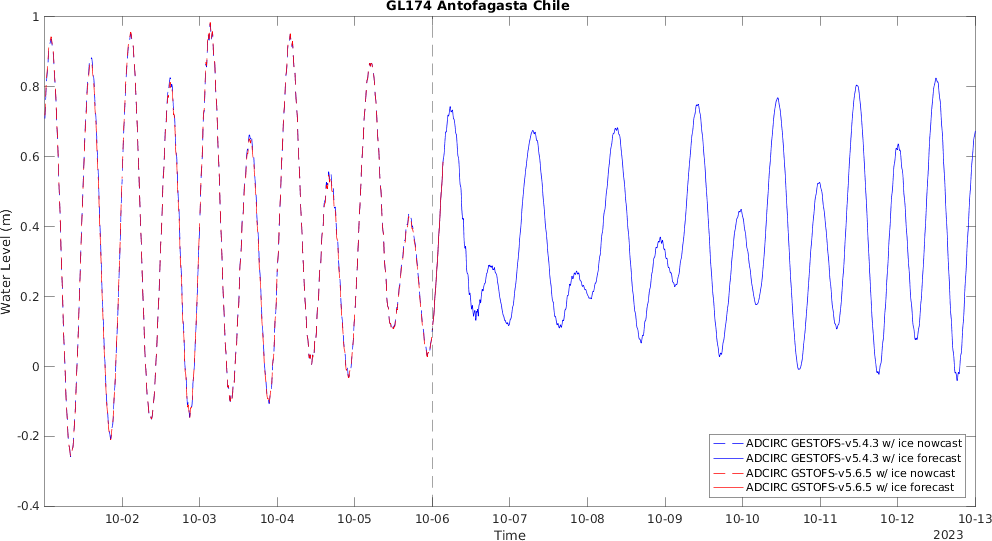 GL174 Antofagasta Chile
Water Level (m)
1
0.8
0.6
0.4
0.2
0
-0.2
-0.4
ADCIRC GESTOFS-v5.4.3 w/ ice nowcast
ADCIRC GESTOFS-v5.4.3 w/ ice forecast
ADCIRC GSTOFS-v5.6.5 w/ ice nowcast
ADCIRC GSTOFS-v5.6.5 w/ ice forecast
10-02 10-03 10-04 10-05 10-06 10-07 10-08 10-09 10-10 10-11 10-12 10-13
Time
2023